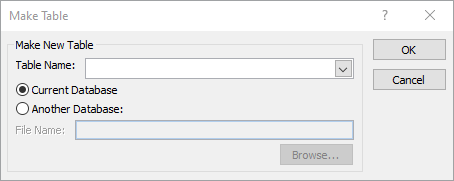 Make Table
?
Make New Table
Table Name:
OK
Cancel
Current Database
Another Database:
File Name:
Browse...